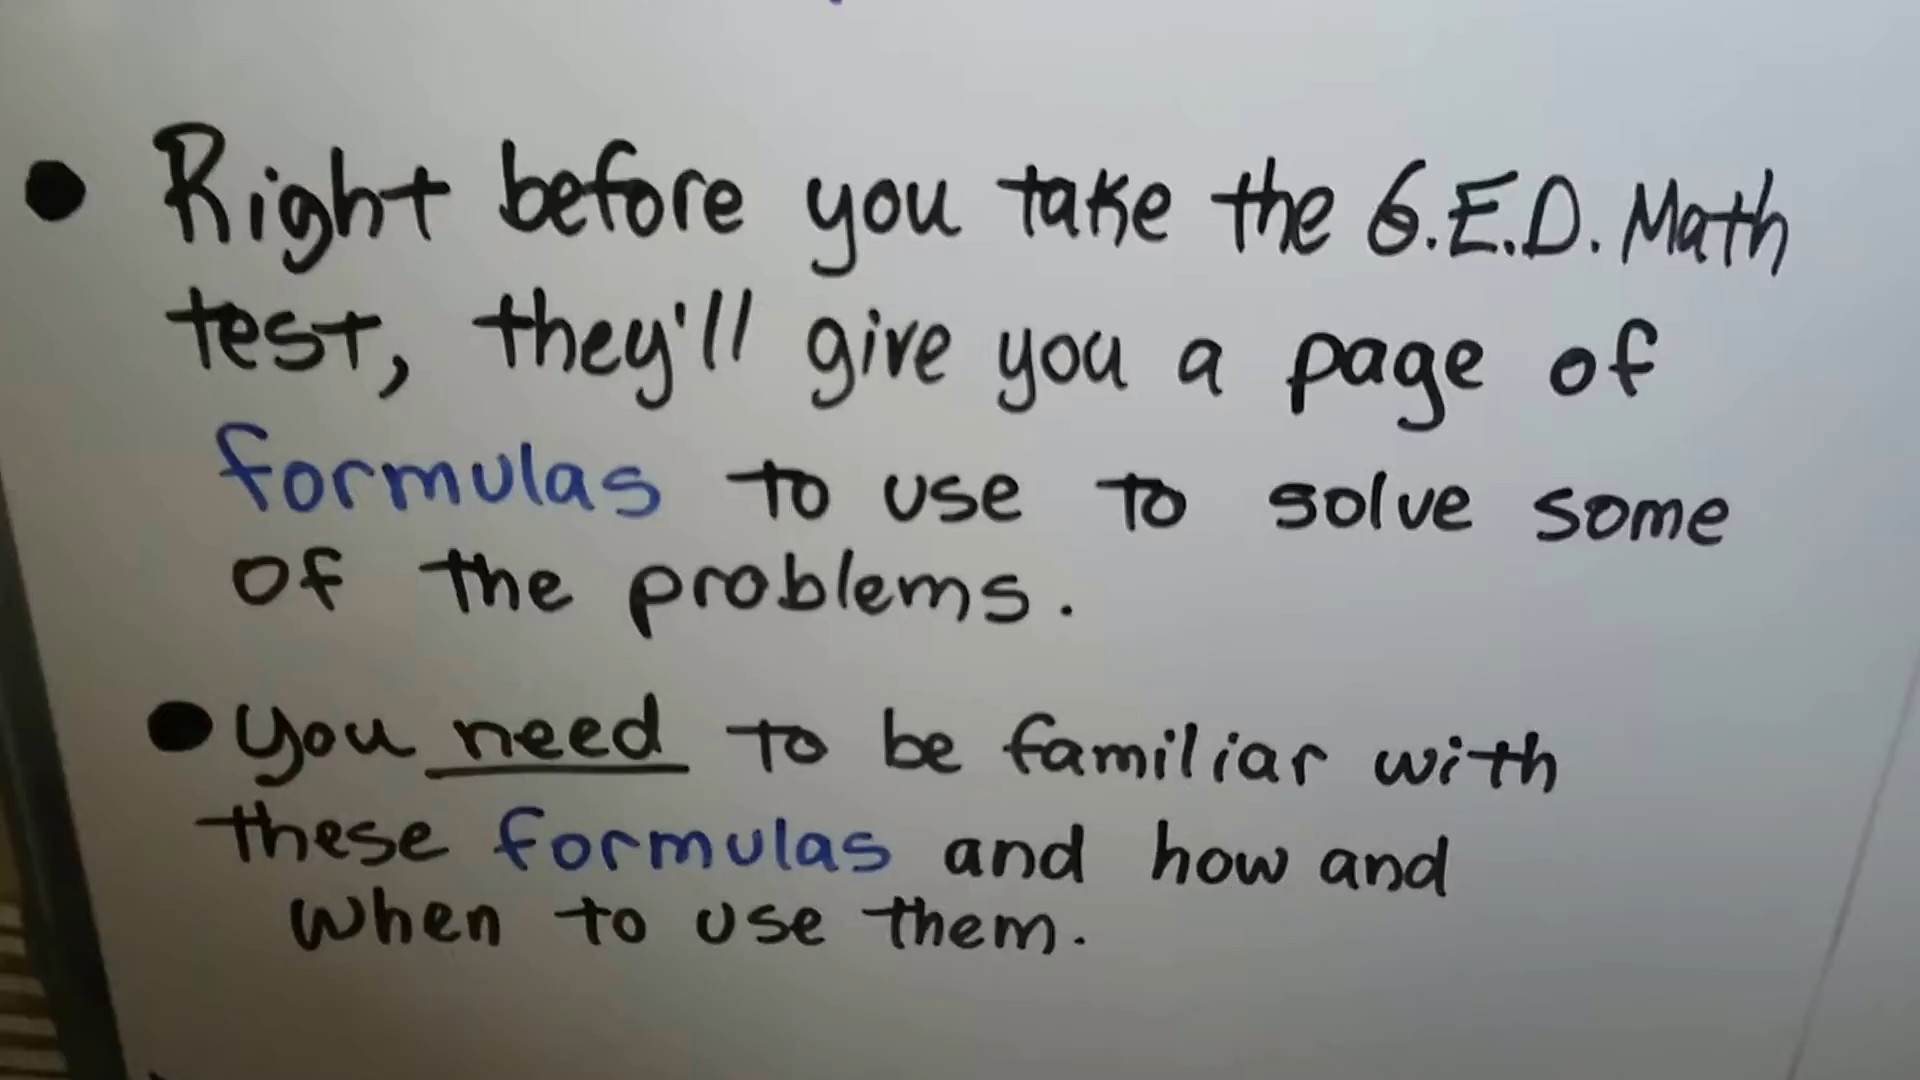 • Right before you take the G.E.D. Math
test, they'll give you a page of
formulas to use to solve some
of the problems.
• You need to be familiar with
these formulas and how and
when to use them.